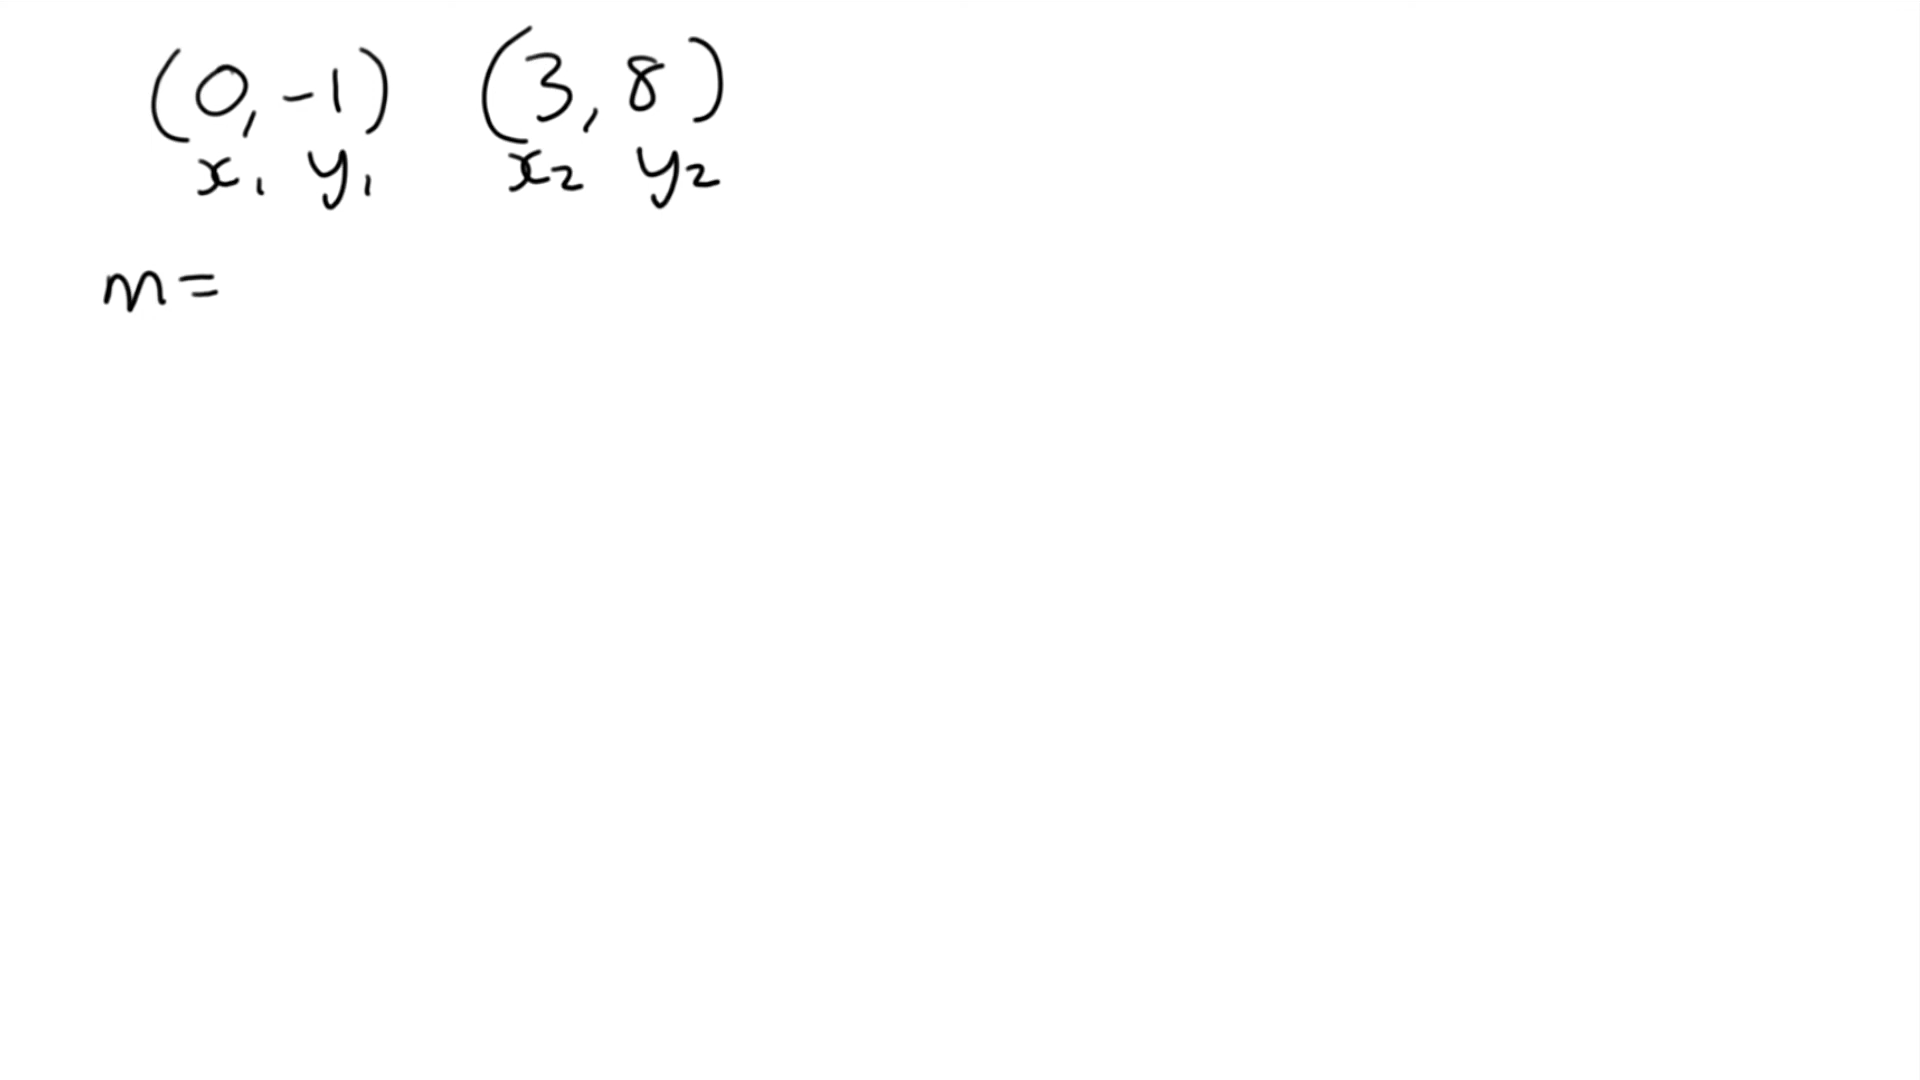 (0, -1) (3, 8)
x₁ y₁ x₂ y₂
m =